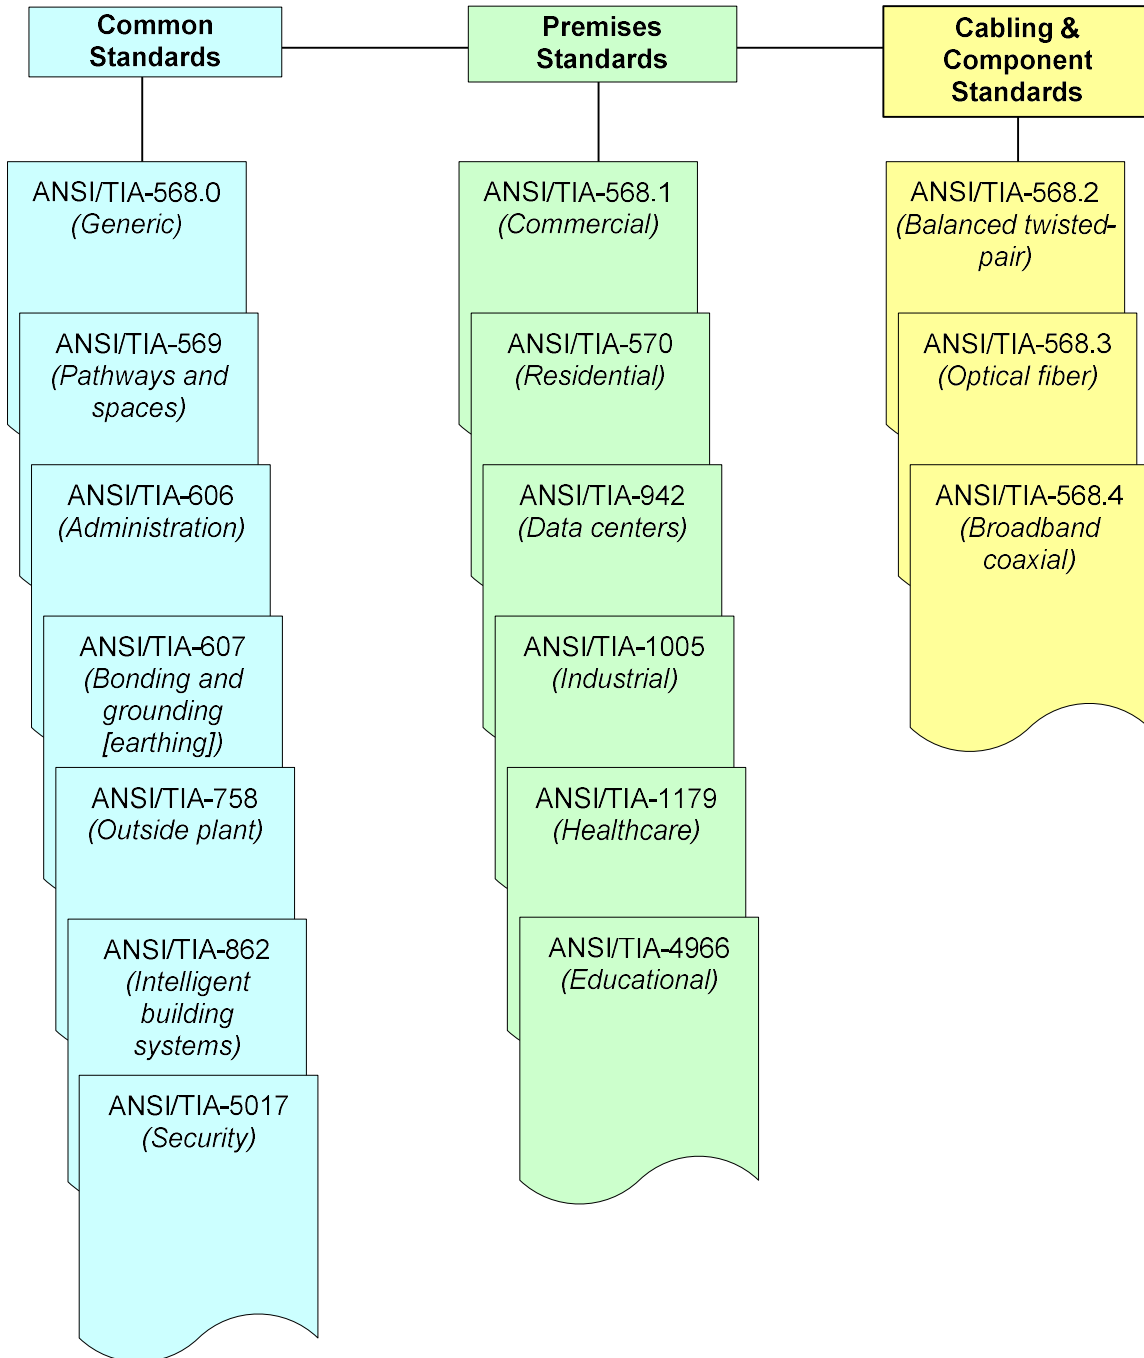 Common
Standards
Premises
Standards
Cabling &
Component
Standards
ANSI/TIA-568.0
(Generic)
ANSI/TIA-569
(Pathways and
spaces)
ANSI/TIA-606
(Administration)
ANSI/TIA-607
(Bonding and
grounding
[earthing])
ANSI/TIA-758
(Outside plant)
ANSI/TIA-862
(Intelligent
building
systems)
ANSI/TIA-5017
(Security)
ANSI/TIA-568.1
(Commercial)
ANSI/TIA-570
(Residential)
ANSI/TIA-942
(Data centers)
ANSI/TIA-1005
(Industrial)
ANSI/TIA-1179
(Healthcare)
ANSI/TIA-4966
(Educational)
ANSI/TIA-568.2
(Balanced twisted-
pair)
ANSI/TIA-568.3
(Optical fiber)
ANSI/TIA-568.4
(Broadband
coaxial)